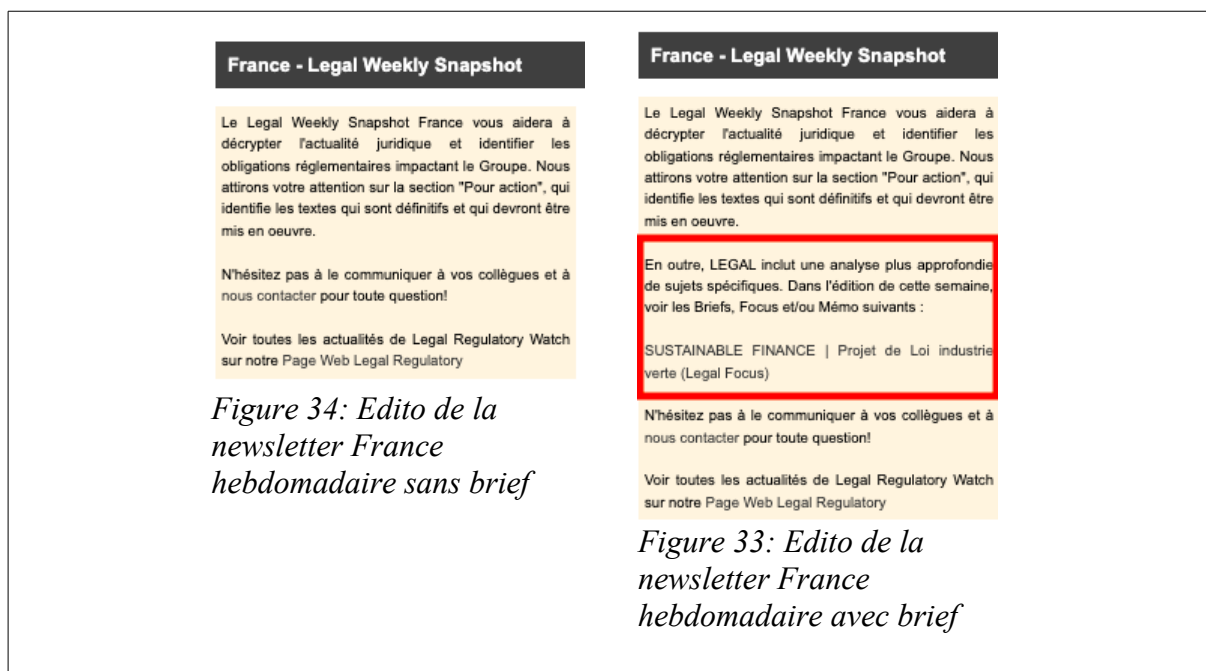 France - Legal Weekly Snapshot
Le Legal Weekly Snapshot France vous aidera à
décrypter l'actualité juridique et identifier les
obligations réglementaires impactant le Groupe. Nous
attirons votre attention sur la section "Pour action", qui
identifie les textes qui sont définitifs et qui devront être
mis en oeuvre.
N'hésitez pas à le communiquer à vos collègues et à
nous contacter pour toute question!
Voir toutes les actualités de Legal Regulatory Watch
sur notre Page Web Legal Regulatory
Figure 34: Edito de la
newsletter France
hebdomadaire sans brief
France - Legal Weekly Snapshot
Le Legal Weekly Snapshot France vous aidera à
décrypter l'actualité juridique et identifier les
obligations réglementaires impactant le Groupe. Nous
attirons votre attention sur la section "Pour action", qui
identifie les textes qui sont définitifs et qui devront être
mis en oeuvre.
En outre, LEGAL inclut une analyse plus approfondie
de sujets spécifiques. Dans l'édition de cette semaine,
voir les Briefs, Focus et/ou Mémo suivants :
SUSTAINABLE FINANCE | Projet de Loi industrie
verte (Legal Focus)
N'hésitez pas à le communiquer à vos collègues et à
nous contacter pour toute question!
Voir toutes les actualités de Legal Regulatory Watch
sur notre Page Web Legal Regulatory
Figure 33: Edito de la
newsletter France
hebdomadaire avec brief